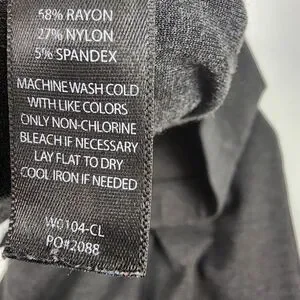 68% RAYON
27% NYLON
5% SPANDEX
MACHINE WASH COLD
WITH LIKE COLORS
ONLY NON-CHLORINE
BLEACH IF NECESSARY
LAY FLAT TO DRY
COOL IRON IF NEEDED
W0104-CL
PO#2088